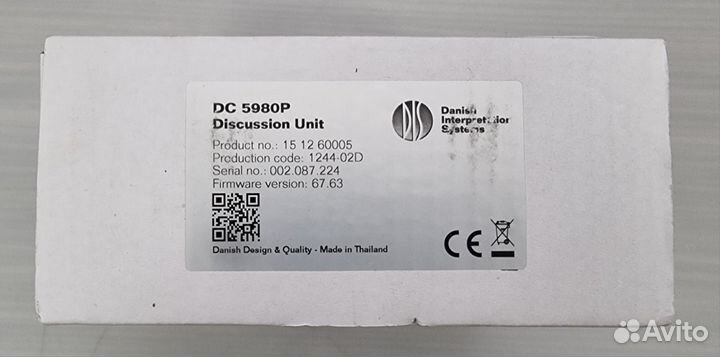 DC 5980P
Discussion Unit
Product no.: 15 12 60005
Production code: 1244-02D
Serial no.: 002.087.224
Firmware version: 67.63
Danish Design & Quality - Made in Thailand
DIS
Danish
Interpretation
Systems
CE
Avito